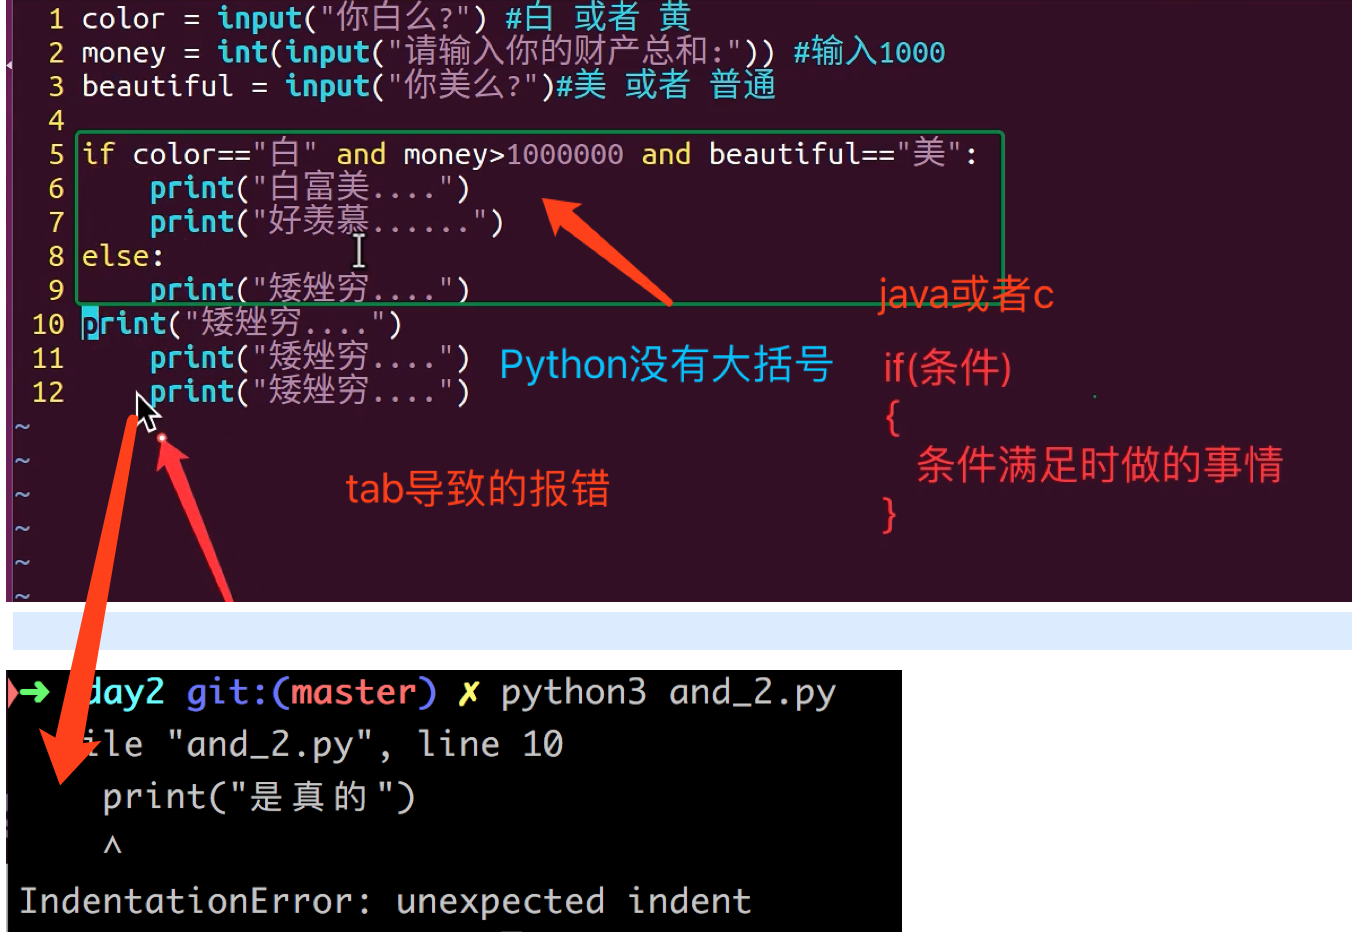 1 color = input("你白么?") #白 或者 黄
2 money = int(input("请输入你的财产总和:")) #输入1000
3 beautiful = input("你美么?")#美 或者 普通
4
5 if color=="白" and money>1000000 and beautiful=="美":
6     print("白富美....")
7     print("好羡慕......")
8 else:
9     print("矮矬穷....")
java或者c
10 print("矮矬穷....")
11     print("矮矬穷....")
Python没有大括号
if(条件)
12     print("矮矬穷....")
{
~
条件满足时做的事情
~
tab导致的报错
~
}
~
~
~
➜ day2 git:(master) ✗ python3 and_2.py
ile "and_2.py", line 10
print("是真的")
^
IndentationError: unexpected indent